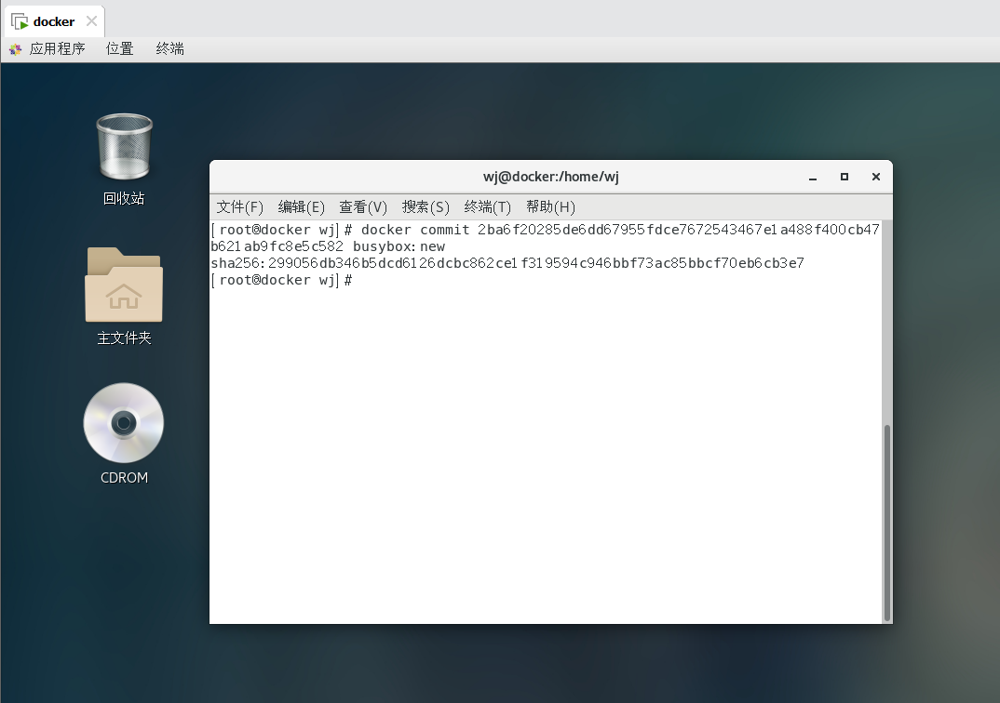 docker
应用程序 位置 终端
回收站
主文件夹
CDROM
wj@docker:/home/wj
文件(F) 编辑(E) 查看(V) 搜索(S) 终端(T) 帮助(H)
[root@docker wj]# docker commit 2ba6f20285de6dd67955fdce7672543467e1a488f400cb47
b621ab9fc8e5c582 busybox:new
sha256:299056db346b5dcd6126dcbc862ce1f319594c946bbf73ac85bbcf70eb6cb3e7
[root@docker wj]#